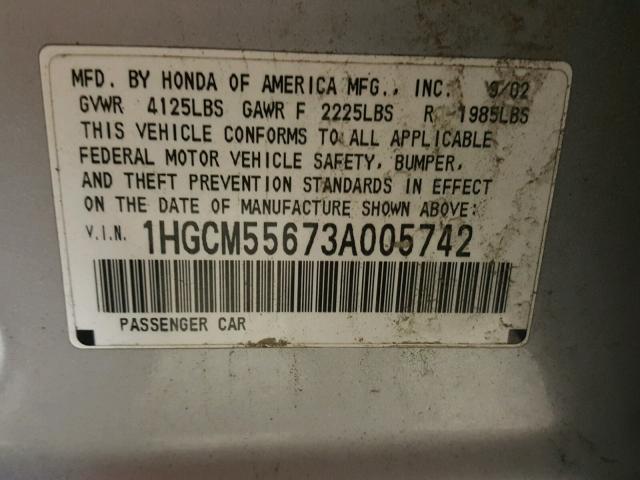 MFD. BY HONDA OF AMERICA MFG., INC. 9/02
GVWR 4125LBS GAWR F 2225LBS R 1985LBS
THIS VEHICLE CONFORMS TO ALL APPLICABLE
FEDERAL MOTOR VEHICLE SAFETY, BUMPER,
AND THEFT PREVENTION STANDARDS IN EFFECT
ON THE DATE OF MANUFACTURE SHOWN ABOVE:
V.I.N. 1HGCM55673A005742
PASSENGER CAR